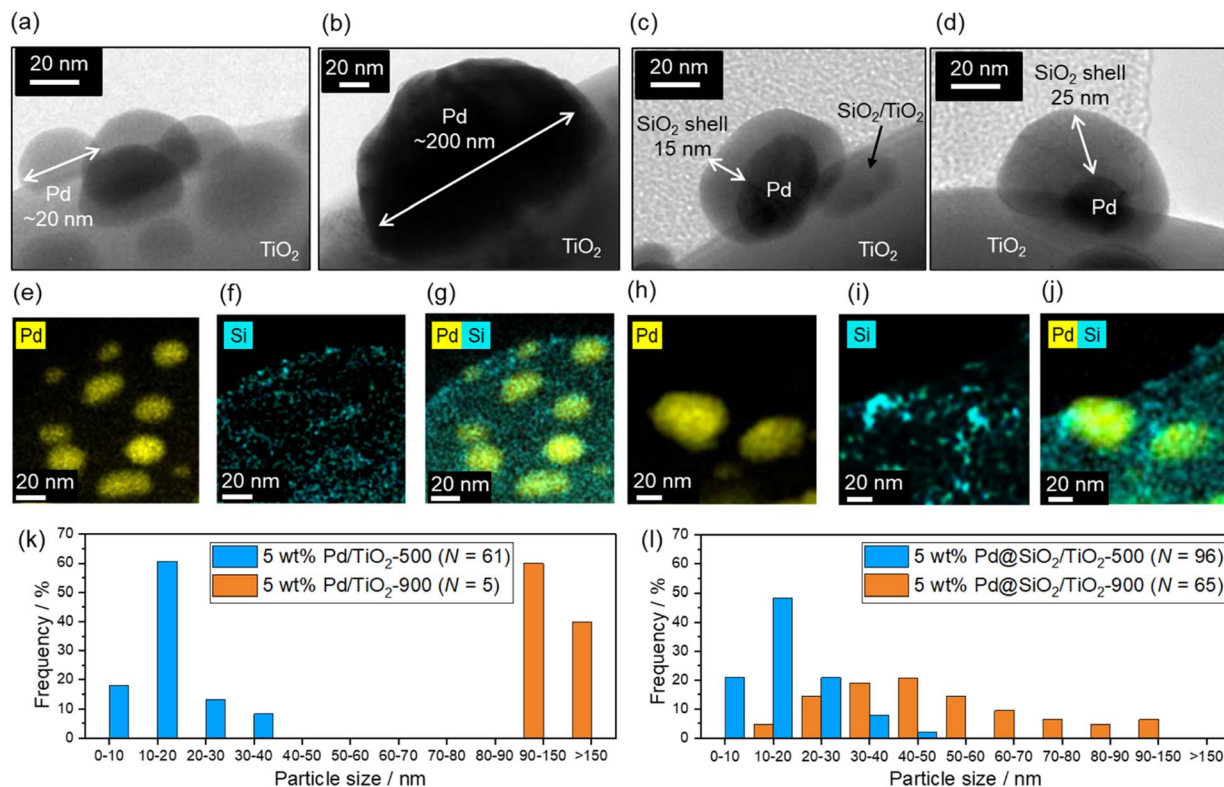 (a)
20 nm
Pd
~20 nm
TiO₂
(b)
20 nm
Pd
~200 nm
TiO₂
(c)
20 nm
SiO₂ shell
15 nm
SiO₂/TiO₂
Pd
TiO₂
(d)
20 nm
SiO₂ shell
25 nm
Pd
TiO₂
(e)
Pd
20 nm
(f)
Si
20 nm
(g)
Pd Si
20 nm
(h)
Pd
20 nm
(i)
Si
20 nm
(j)
Pd Si
20 nm
(k)
5 wt% Pd/TiO₂-500 (N = 61)
5 wt% Pd/TiO₂-900 (N = 5)
Frequency / %
70
60
50
40
30
20
10
0
0-10 10-20 20-30 30-40 40-50 50-60 60-70 70-80 80-90 90-150 >150
Particle size / nm
(l)
5 wt% Pd@SiO₂/TiO₂-500 (N = 96)
5 wt% Pd@SiO₂/TiO₂-900 (N = 65)
Frequency / %
70
60
50
40
30
20
10
0
0-10 10-20 20-30 30-40 40-50 50-60 60-70 70-80 80-90 90-150 >150
Particle size / nm